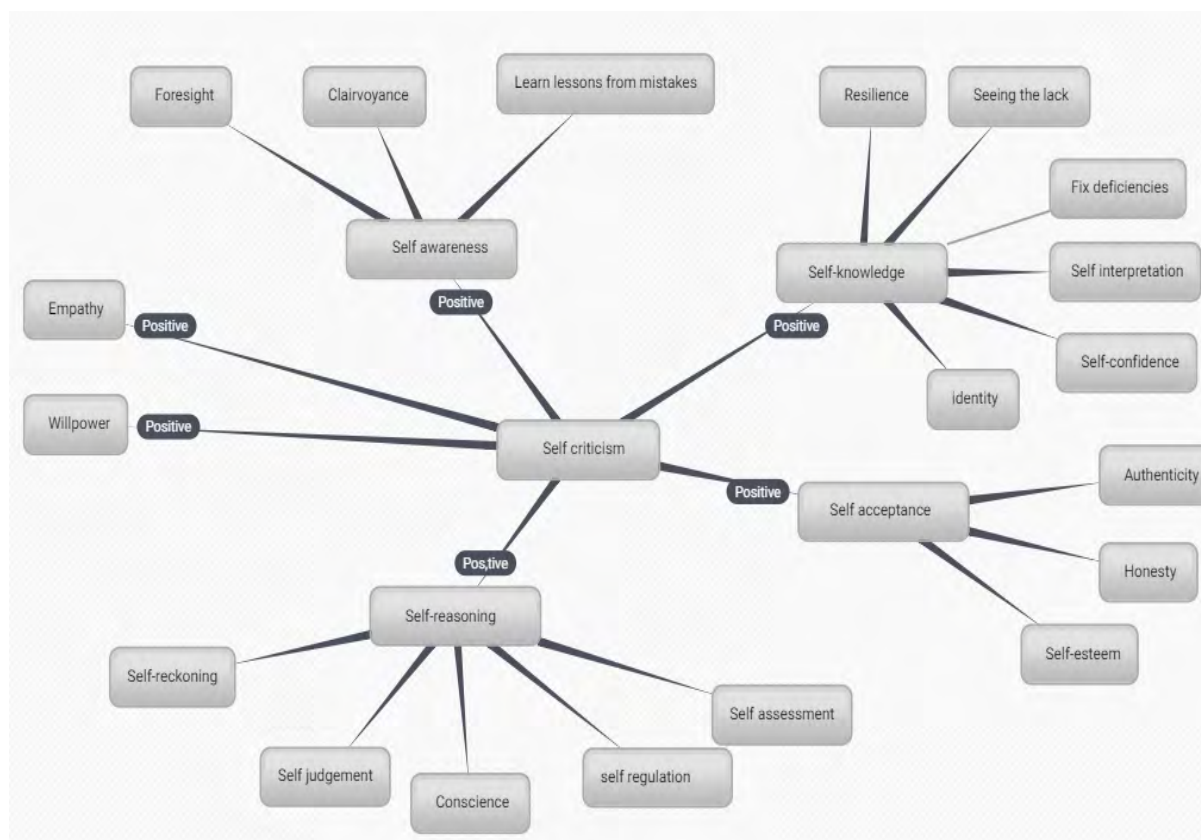 Foresight
Clairvoyance
Learn lessons from mistakes
Resilience
Seeing the lack
Fix deficiencies
Self awareness
Self-knowledge
Self interpretation
Empathy
Positive
Positive
Positive
Self-confidence
identity
Willpower
Positive
Self criticism
Positive
Self acceptance
Authenticity
Honesty
Self-esteem
Pos,tive
Self-reasoning
Self-reckoning
Self judgement
Conscience
self regulation
Self assessment